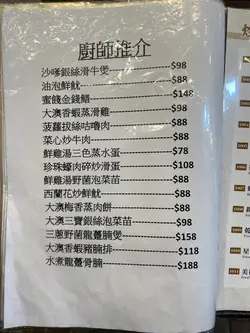 廚師推介
沙嗲銀絲滑牛煲----------------$98
油泡鮮魷--------------------$88
蜜餞金錢鱔------------------$148
大澳香蝦蒸滑雞--------------$98
菠蘿拔絲咕嚕肉--------------$88
菜心炒牛肉------------------$88
鮮雞湯三色蒸水蛋------------$78
珍珠蠔肉碎炒滑蛋------------$108
鮮雞湯野菌泡菜苗------------$88
西蘭花炒鮮魷----------------$88
大澳梅香蒸肉餅--------------$88
大澳三寶銀絲泡菜苗----------$98
三蔥野菌龍躉腩煲------------$158
大澳香蝦豬腩排--------------$118
水煮龍躉骨腩----------------$188